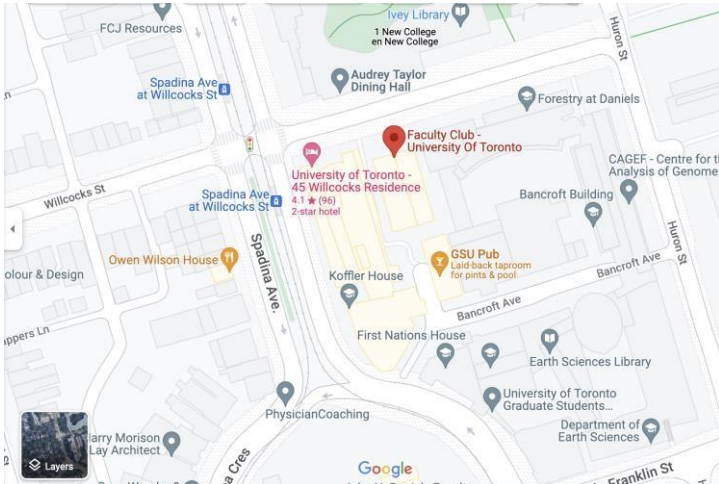 FCJ Resources
Ivey Library
1 New College
en New College
Huron St
Spadina Ave
at Willcocks St
Audrey Taylor
Dining Hall
Forestry at Daniels
Faculty Club -
University Of Toronto
University of Toronto -
45 Willcocks Residence
4.1 ★ (96)
2-star hotel
CAGEF - Centre for th
Analysis of Genome
Willcocks St
Spadina Ave
at Willcocks St
Bancroft Building
Spadina Ave.
Huron St
Owen Wilson House
GSU Pub
Laid-back taproom
for pints & pool
Bancroft Ave
olour & Design
Koffler House
Bancroft Ave
ppers Ln
First Nations House
Earth Sciences Library
PhysicianCoaching
University of Toronto
Graduate Students...
Department of
Earth Sciences
arry Morison
Lay Architect
Layers
Cres
Google
Franklin St